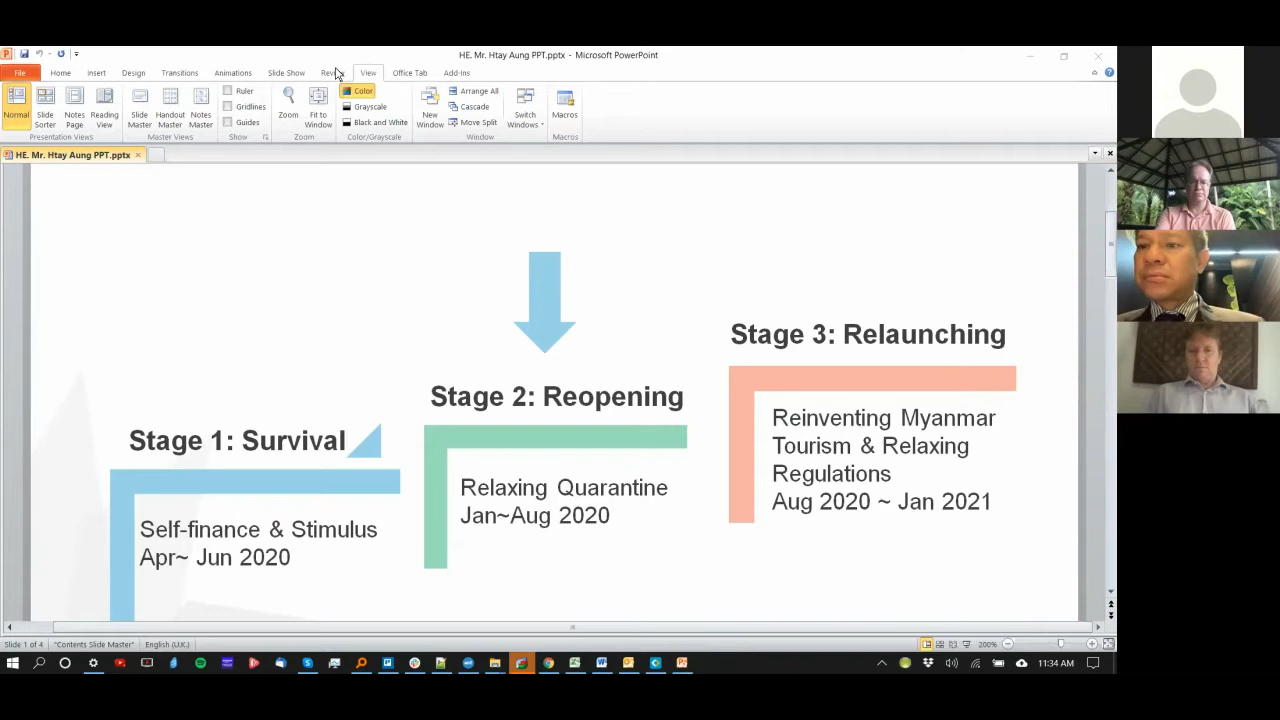 HE. Mr. Htay Aung PPT.pptx - Microsoft PowerPoint
File Home Insert Design Transitions Animations Slide Show Review View Office Tab Add-Ins
Normal
Slide Sorter
Notes Page
Reading View
Presentation Views
Slide Master
Handout Master
Notes Master
Master Views
Ruler
Gridlines
Guides
Show
Zoom
Fit to Window
Zoom
Color
Grayscale
Black and White
Color/Grayscale
New Window
Arrange All
Cascade
Move Split
Window
Switch Windows
Macros
Macros
HE. Mr. Htay Aung PPT.pptx
Stage 1: Survival
Self-finance & Stimulus
Apr~ Jun 2020
Stage 2: Reopening
Relaxing Quarantine
Jan~Aug 2020
Stage 3: Relaunching
Reinventing Myanmar
Tourism & Relaxing
Regulations
Aug 2020 ~ Jan 2021
Slide 1 of 4 "Contents Slide Master" English (U.K.) 200%
11:34 AM